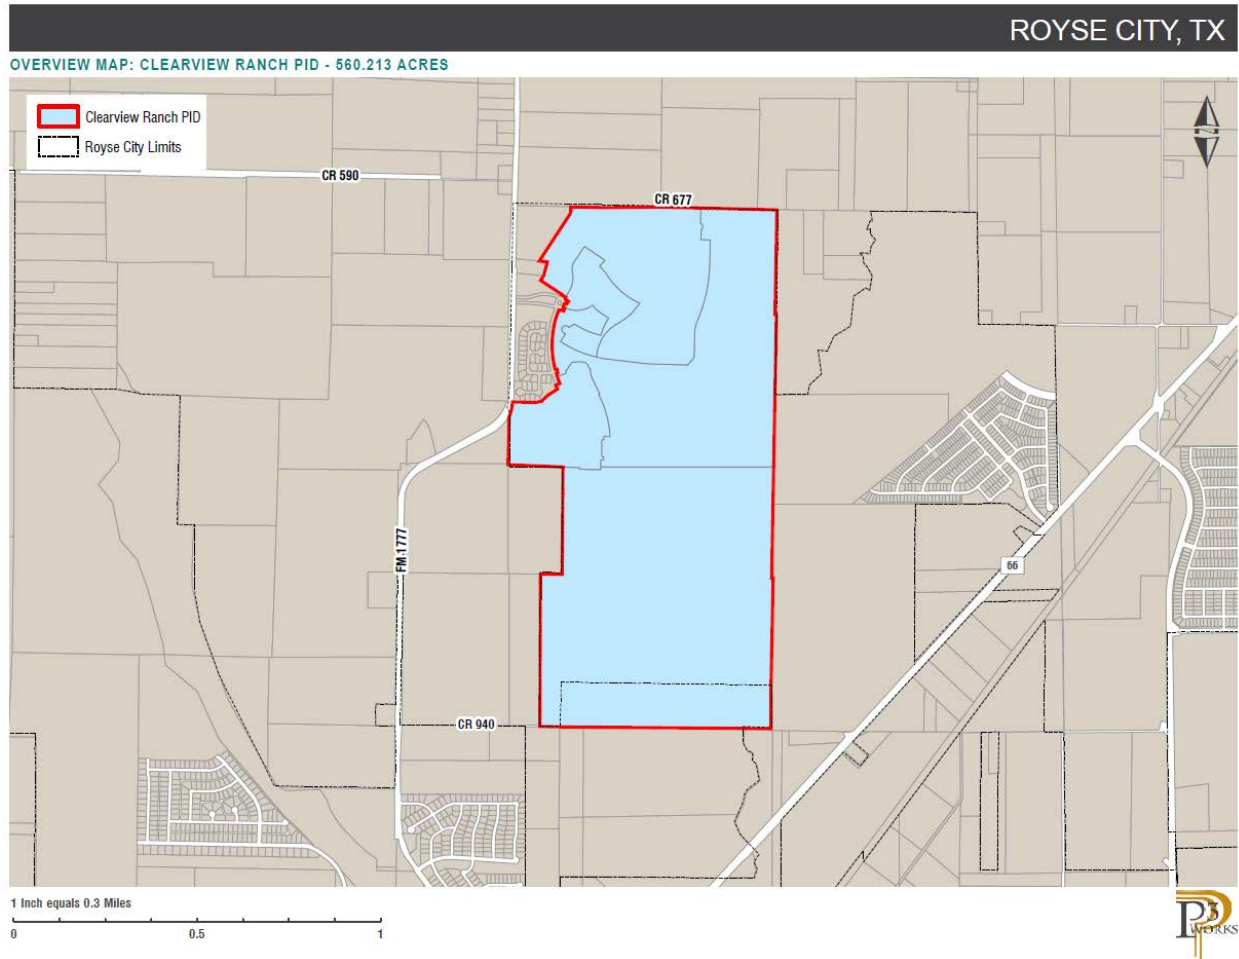 ROYSE CITY, TX
OVERVIEW MAP: CLEARVIEW RANCH PID - 560.213 ACRES
Clearview Ranch PID
Royse City Limits
N
CR 590
CR 677
FM 1777
66
CR 940
1 Inch equals 0.3 Miles
0 0.5 1
P3
WORKS